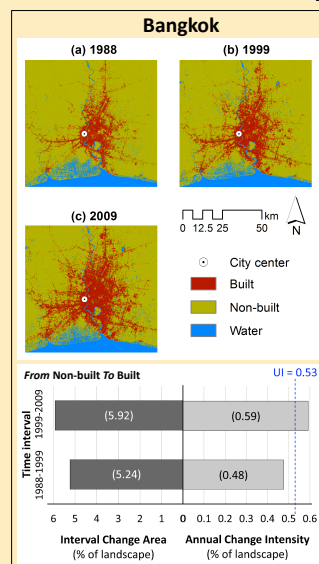 Bangkok
(a) 1988
(b) 1999
(c) 2009
km
0 12.5 25 50
N
City center
Built
Non-built
Water
From Non-built To Built
UI = 0.53
Time interval
1999-2009
(5.92)
(0.59)
1988-1999
(5.24)
(0.48)
6 5 4 3 2 1 0 0.1 0.2 0.3 0.4 0.5 0.6
Interval Change Area
(% of landscape)
Annual Change Intensity
(% of landscape)